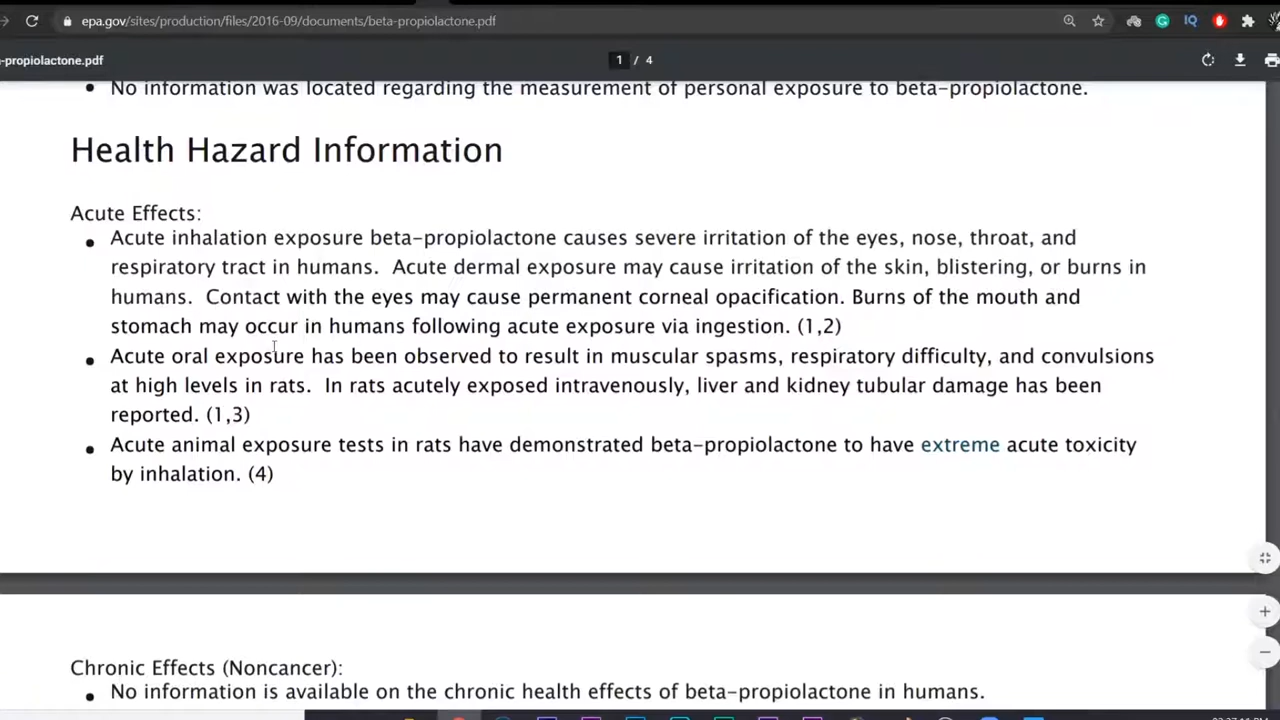 epa.gov/sites/production/files/2016-09/documents/beta-propiolactone.pdf
-propiolactone.pdf
1 / 4
• No information was located regarding the measurement of personal exposure to beta-propiolactone.
Health Hazard Information
Acute Effects:
• Acute inhalation exposure beta-propiolactone causes severe irritation of the eyes, nose, throat, and
respiratory tract in humans. Acute dermal exposure may cause irritation of the skin, blistering, or burns in
humans. Contact with the eyes may cause permanent corneal opacification. Burns of the mouth and
stomach may occur in humans following acute exposure via ingestion. (1,2)
• Acute oral exposure has been observed to result in muscular spasms, respiratory difficulty, and convulsions
at high levels in rats. In rats acutely exposed intravenously, liver and kidney tubular damage has been
reported. (1,3)
• Acute animal exposure tests in rats have demonstrated beta-propiolactone to have extreme acute toxicity
by inhalation. (4)
Chronic Effects (Noncancer):
• No information is available on the chronic health effects of beta-propiolactone in humans.